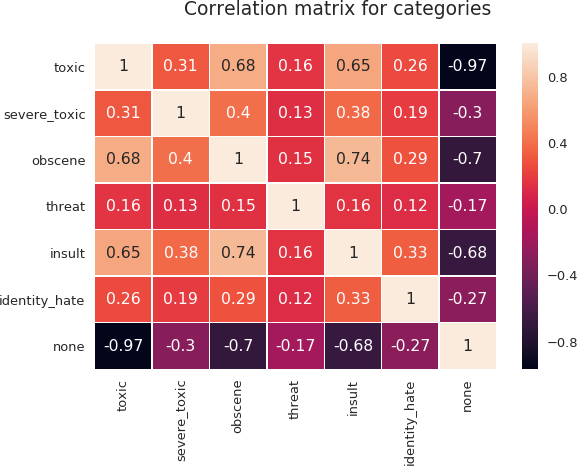 Correlation matrix for categories
toxic 1 0.31 0.68 0.16 0.65 0.26 -0.97
severe_toxic 0.31 1 0.4 0.13 0.38 0.19 -0.3
obscene 0.68 0.4 1 0.15 0.74 0.29 -0.7
threat 0.16 0.13 0.15 1 0.16 0.12 -0.17
insult 0.65 0.38 0.74 0.16 1 0.33 -0.68
identity_hate 0.26 0.19 0.29 0.12 0.33 1 -0.27
none -0.97 -0.3 -0.7 -0.17 -0.68 -0.27 1
toxic severe_toxic obscene threat insult identity_hate none
0.8
0.4
0.0
−0.4
−0.8